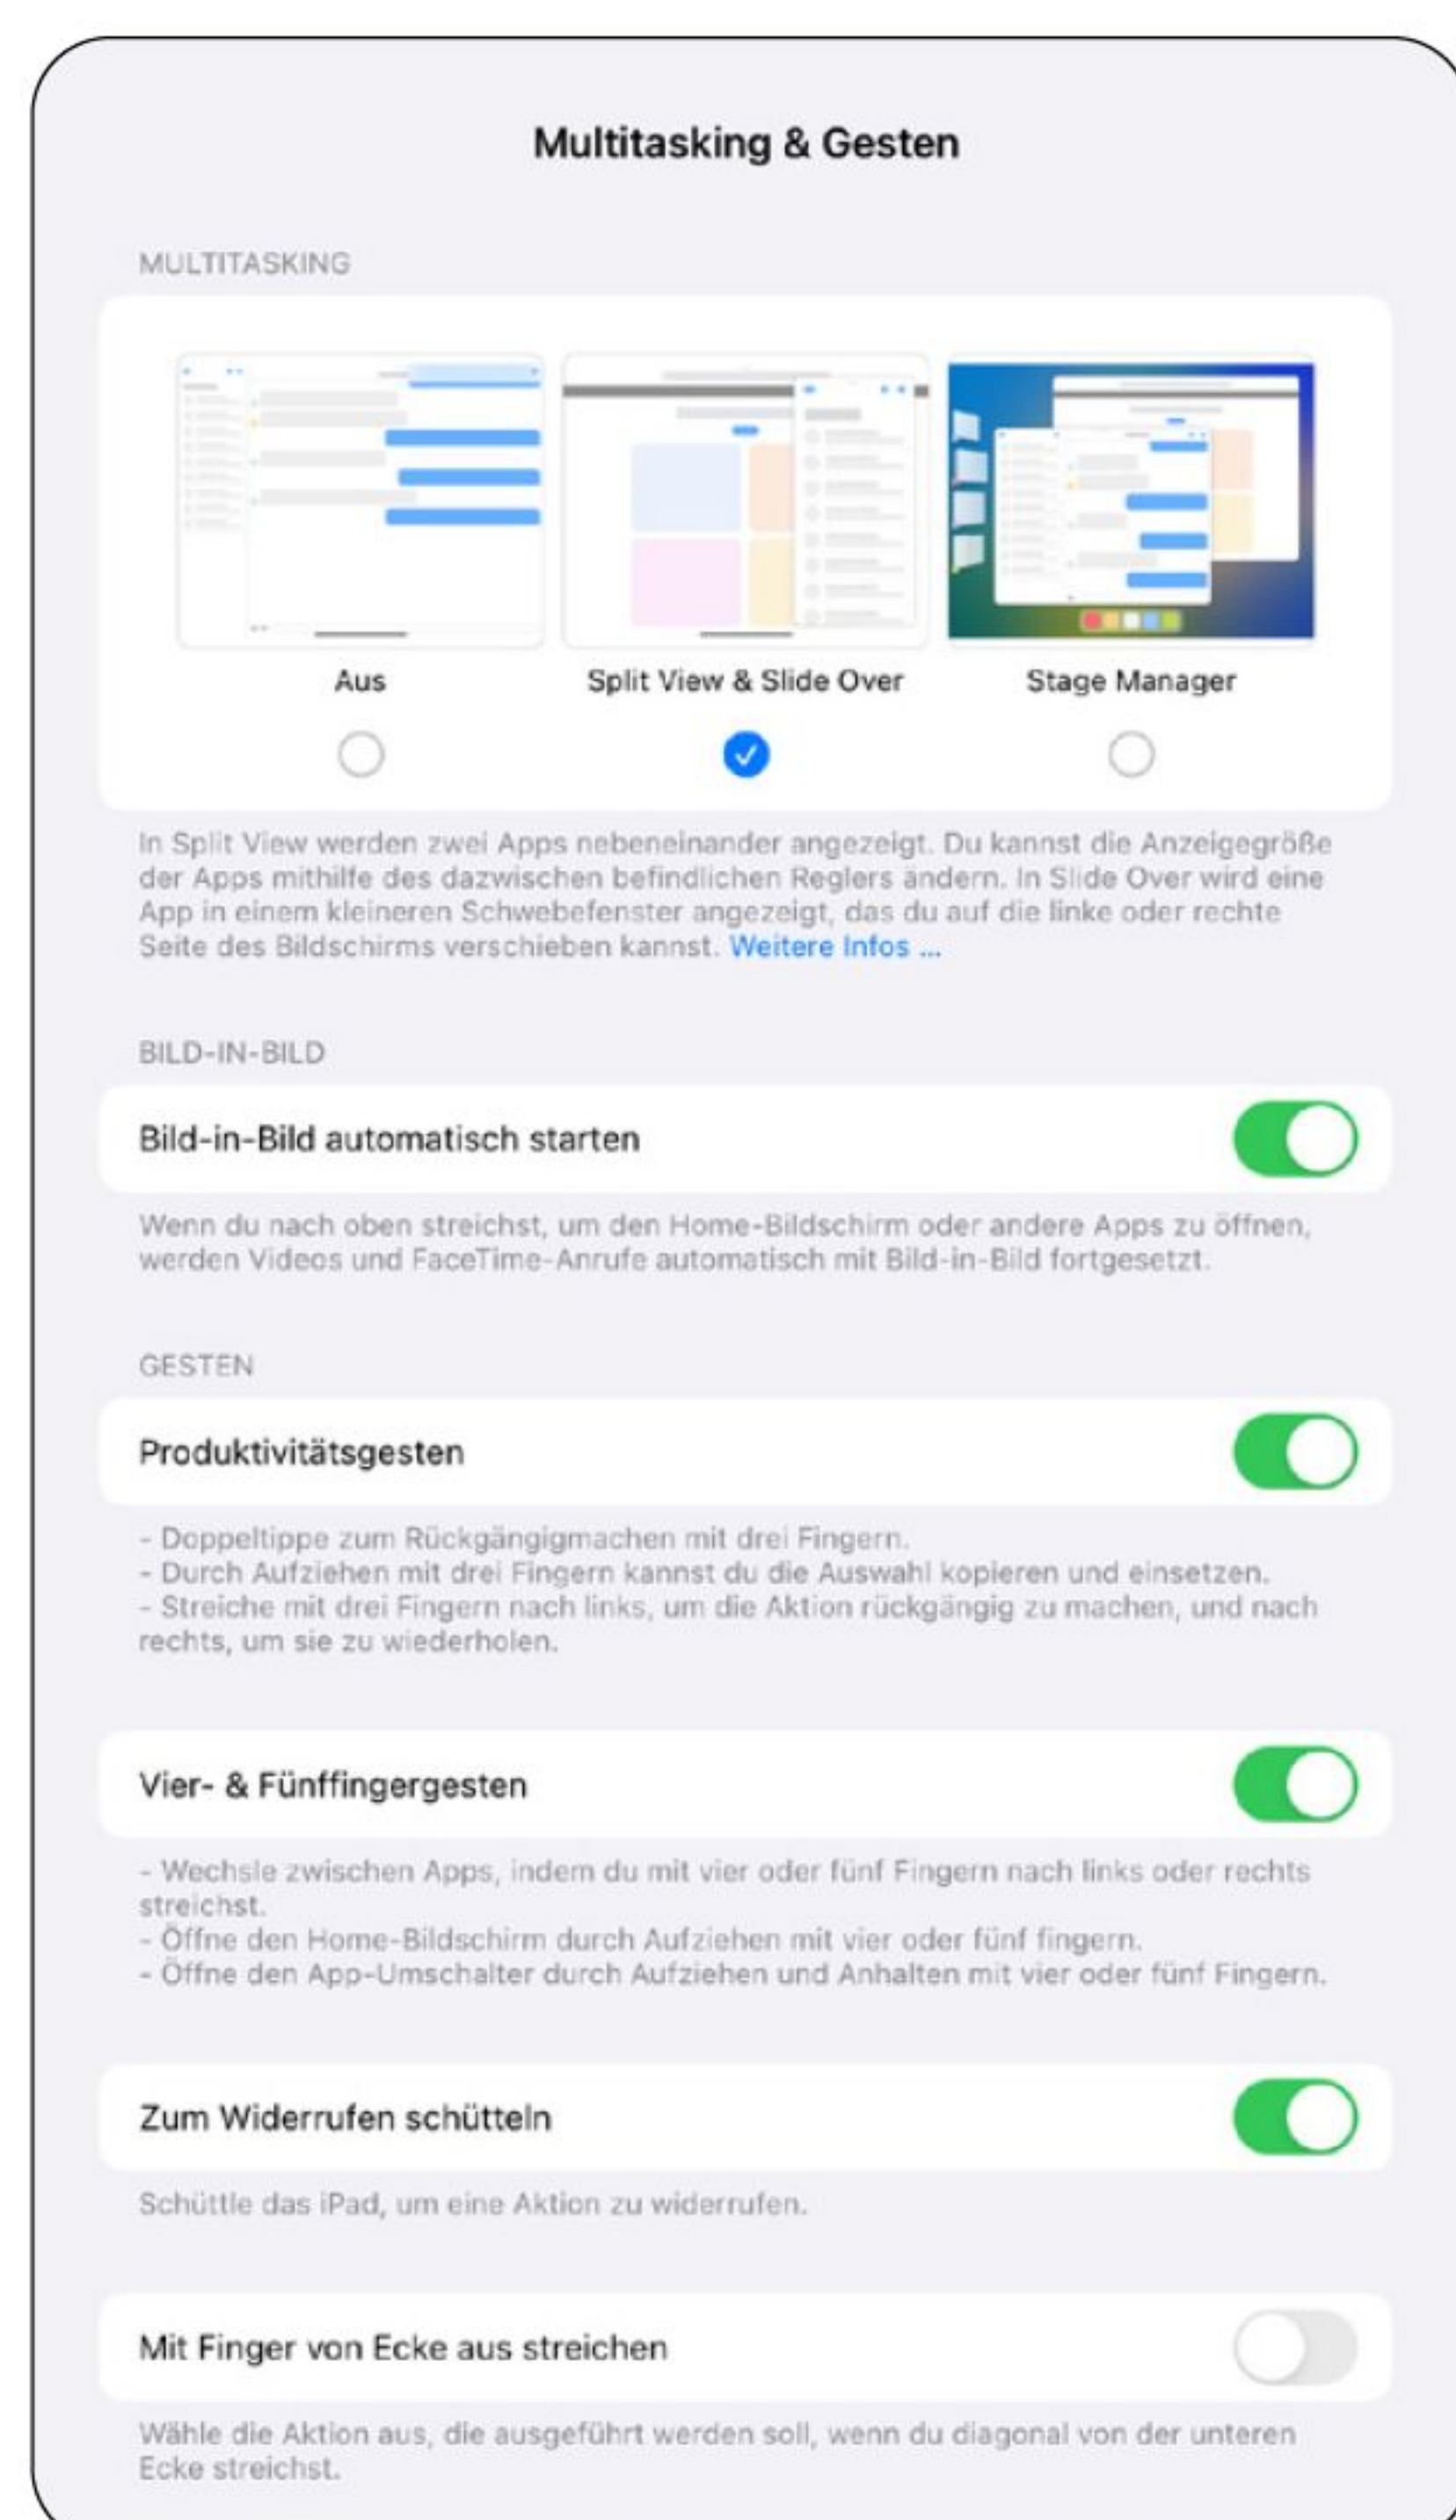 Multitasking & Gesten
MULTITASKING
Aus
Split View & Slide Over
Stage Manager
In Split View werden zwei Apps nebeneinander angezeigt. Du kannst die Anzeigegröße
der Apps mithilfe des dazwischen befindlichen Reglers ändern. In Slide Over wird eine
App in einem kleineren Schwebefenster angezeigt, das du auf die linke oder rechte
Seite des Bildschirms verschieben kannst. Weitere Infos ...
BILD-IN-BILD
Bild-in-Bild automatisch starten
Wenn du nach oben streichst, um den Home-Bildschirm oder andere Apps zu öffnen,
werden Videos und FaceTime-Anrufe automatisch mit Bild-in-Bild fortgesetzt.
GESTEN
Produktivitätsgesten
- Doppeltippe zum Rückgängigmachen mit drei Fingern.
- Durch Aufziehen mit drei Fingern kannst du die Auswahl kopieren und einsetzen.
- Streiche mit drei Fingern nach links, um die Aktion rückgängig zu machen, und nach
rechts, um sie zu wiederholen.
Vier- & Fünffingergesten
- Wechsle zwischen Apps, indem du mit vier oder fünf Fingern nach links oder rechts
streichst.
- Öffne den Home-Bildschirm durch Aufziehen mit vier oder fünf fingern.
- Öffne den App-Umschalter durch Aufziehen und Anhalten mit vier oder fünf Fingern.
Zum Widerrufen schütteln
Schüttle das iPad, um eine Aktion zu widerrufen.
Mit Finger von Ecke aus streichen
Wähle die Aktion aus, die ausgeführt werden soll, wenn du diagonal von der unteren
Ecke streichst.